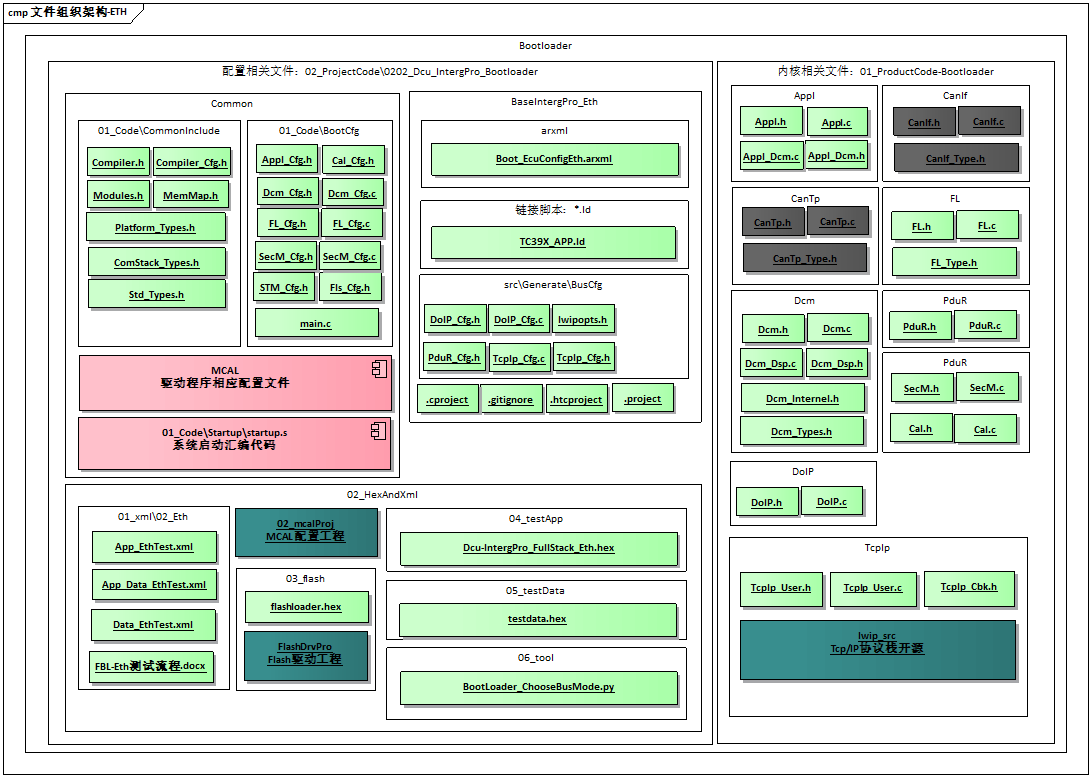 cmp 文件组织架构-ETH
Bootloader
配置相关文件：02_ProjectCode\0202_Dcu_IntergPro_Bootloader
Common
01_Code\CommonInclude
Compiler.h
Compiler_Cfg.h
Modules.h
MemMap.h
Platform_Types.h
ComStack_Types.h
Std_Types.h
01_Code\BootCfg
Appl_Cfg.h
Cal_Cfg.h
Dcm_Cfg.h
Dcm_Cfg.c
FL_Cfg.h
FL_Cfg.c
SecM_Cfg.h
SecM_Cfg.c
STM_Cfg.h
Fls_Cfg.h
main.c
MCAL
驱动程序相应配置文件
01_Code\Startup\startup.s
系统启动汇编代码
BaseIntergPro_Eth
arxml
Boot_EcuConfigEth.arxml
链接脚本：*.ld
TC39X_APP.ld
src\Generate\BusCfg
DoIP_Cfg.h
DoIP_Cfg.c
lwipopts.h
PduR_Cfg.h
TcpIp_Cfg.c
TcpIp_Cfg.h
.cproject
.gitignore
.htcproject
.project
02_HexAndXml
01_xml\02_Eth
App_EthTest.xml
App_Data_EthTest.xml
Data_EthTest.xml
FBL-Eth测试流程.docx
02_mcalProj
MCAL配置工程
03_flash
flashloader.hex
FlashDrvPro
Flash驱动工程
04_testApp
Dcu-IntergPro_FullStack_Eth.hex
05_testData
testdata.hex
06_tool
BootLoader_ChooseBusMode.py
内核相关文件：01_ProductCode-Bootloader
Appl
Appl.h
Appl.c
Appl_Dcm.c
Appl_Dcm.h
CanIf
CanIf.h
CanIf.c
CanIf_Type.h
CanTp
CanTp.h
CanTp.c
CanTp_Type.h
FL
FL.h
FL.c
FL_Type.h
Dcm
Dcm.h
Dcm.c
Dcm_Dsp.c
Dcm_Dsp.h
Dcm_Internel.h
Dcm_Types.h
PduR
PduR.h
PduR.c
PduR
SecM.h
SecM.c
Cal.h
Cal.c
DoIP
DoIP.h
DoIP.c
TcpIp
TcpIp_User.h
TcpIp_User.c
TcpIp_Cbk.h
lwip_src
Tcp/IP协议栈开源